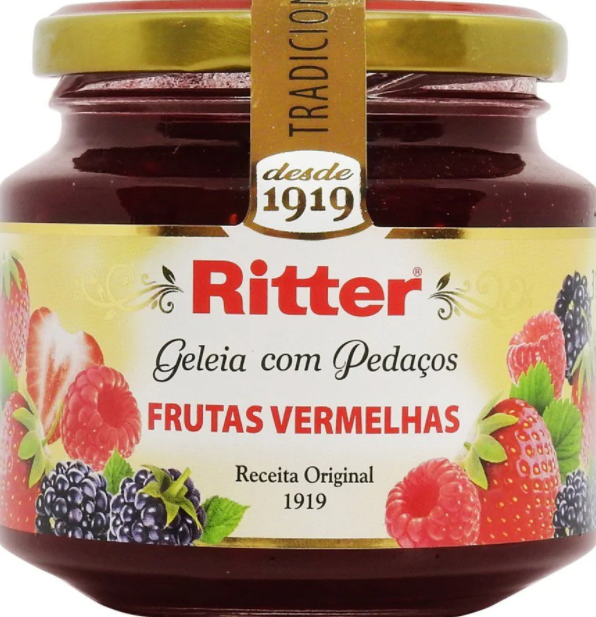 TRADICION
desde
1919
Ritter®
Geleia com Pedaços
FRUTAS VERMELHAS
Receita Original
1919